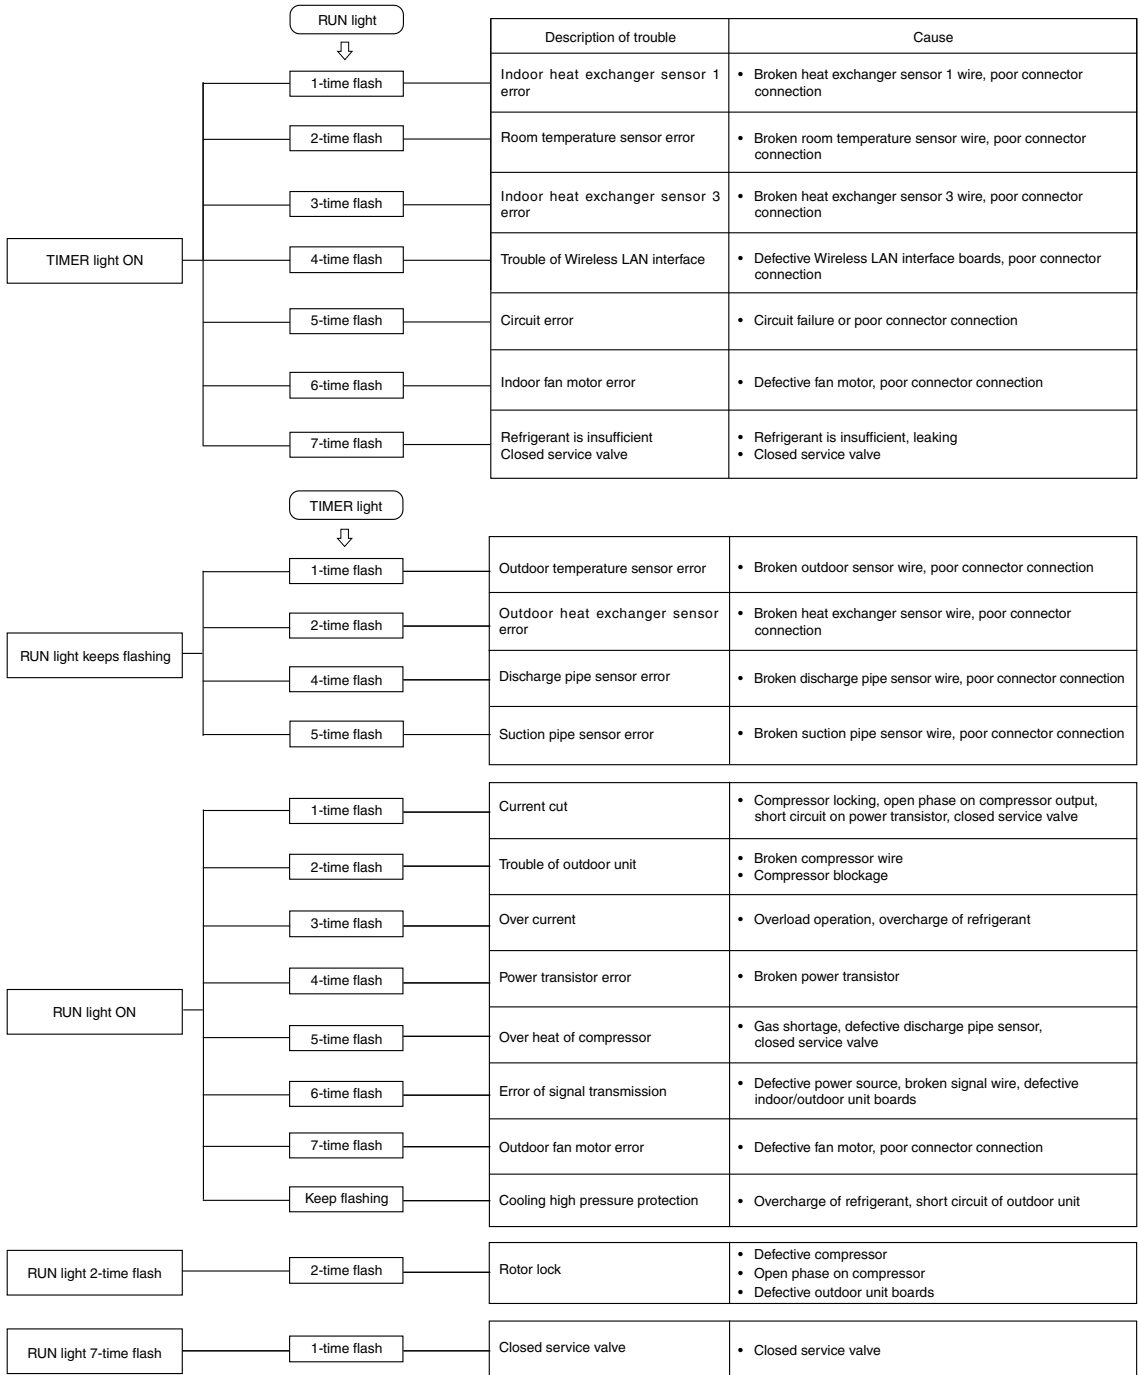 RUN light
Description of trouble
Cause
TIMER light ON
1-time flash
Indoor heat exchanger sensor 1
error
• Broken heat exchanger sensor 1 wire, poor connector
connection
2-time flash
Room temperature sensor error
• Broken room temperature sensor wire, poor connector
connection
3-time flash
Indoor heat exchanger sensor 3
error
• Broken heat exchanger sensor 3 wire, poor connector
connection
4-time flash
Trouble of Wireless LAN interface
• Defective Wireless LAN interface boards, poor connector
connection
5-time flash
Circuit error
• Circuit failure or poor connector connection
6-time flash
Indoor fan motor error
• Defective fan motor, poor connector connection
7-time flash
Refrigerant is insufficient
Closed service valve
• Refrigerant is insufficient, leaking
• Closed service valve
TIMER light
RUN light keeps flashing
1-time flash
Outdoor temperature sensor error
• Broken outdoor sensor wire, poor connector connection
2-time flash
Outdoor heat exchanger sensor
error
• Broken heat exchanger sensor wire, poor connector
connection
4-time flash
Discharge pipe sensor error
• Broken discharge pipe sensor wire, poor connector connection
5-time flash
Suction pipe sensor error
• Broken suction pipe sensor wire, poor connector connection
RUN light ON
1-time flash
Current cut
• Compressor locking, open phase on compressor output,
short circuit on power transistor, closed service valve
2-time flash
Trouble of outdoor unit
• Broken compressor wire
• Compressor blockage
3-time flash
Over current
• Overload operation, overcharge of refrigerant
4-time flash
Power transistor error
• Broken power transistor
5-time flash
Over heat of compressor
• Gas shortage, defective discharge pipe sensor,
closed service valve
6-time flash
Error of signal transmission
• Defective power source, broken signal wire, defective
indoor/outdoor unit boards
7-time flash
Outdoor fan motor error
• Defective fan motor, poor connector connection
Keep flashing
Cooling high pressure protection
• Overcharge of refrigerant, short circuit of outdoor unit
RUN light 2-time flash
2-time flash
Rotor lock
• Defective compressor
• Open phase on compressor
• Defective outdoor unit boards
RUN light 7-time flash
1-time flash
Closed service valve
• Closed service valve